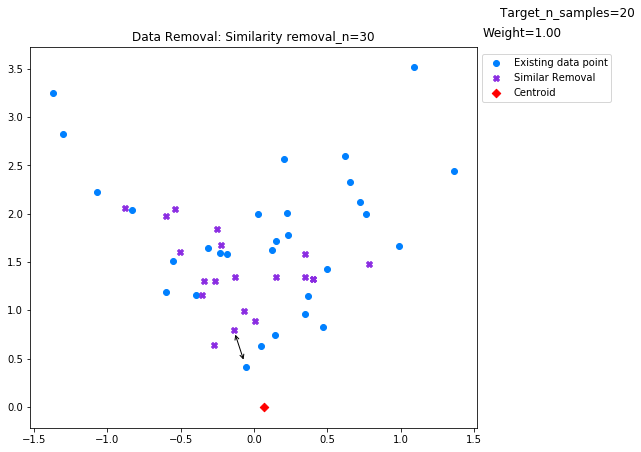 Target_n_samples=20
Weight=1.00
Data Removal: Similarity removal_n=30
Existing data point
Similar Removal
Centroid
3.5
3.0
2.5
2.0
1.5
1.0
0.5
0.0
−1.5 −1.0 −0.5 0.0 0.5 1.0 1.5